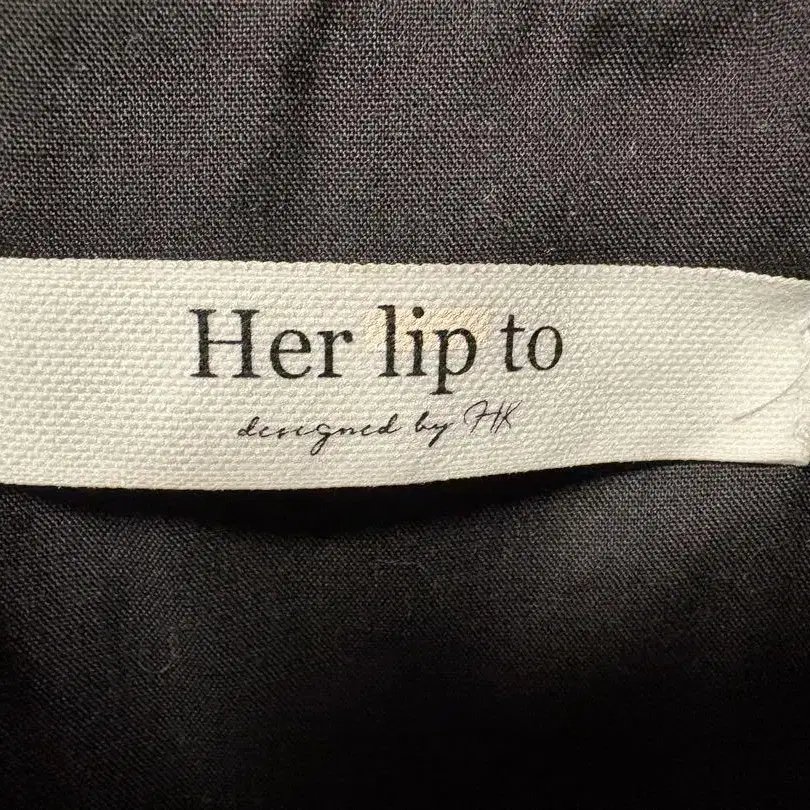 Her lip to
designed by HK